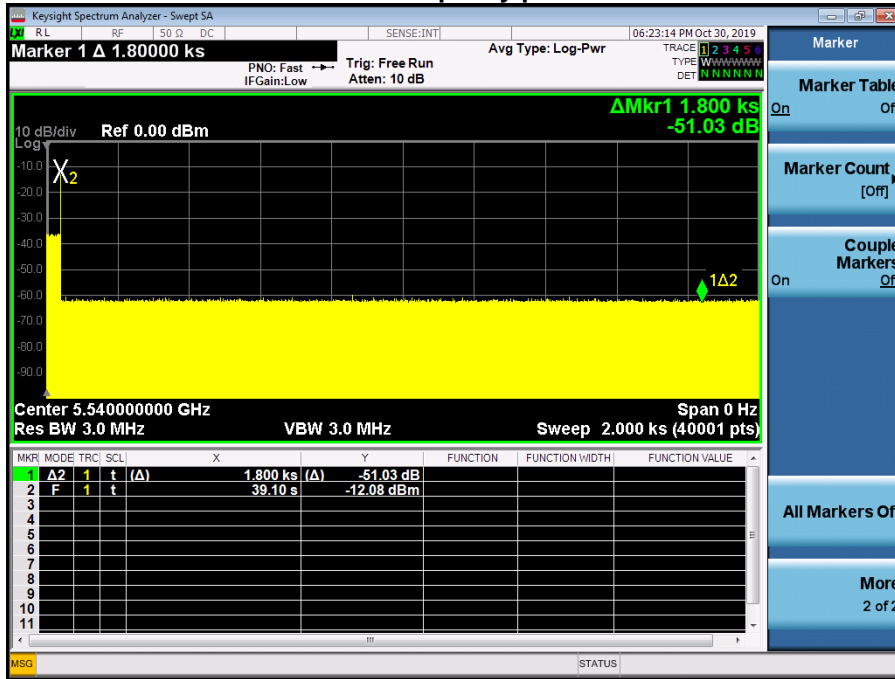 Keysight Spectrum Analyzer - Swept SA
LXI RL RF 50 Ω DC SENSE:INT 06:23:14 PM Oct 30, 2019
Marker 1 Δ 1.80000 ks
PNO: Fast
IFGain:Low
Trig: Free Run
Atten: 10 dB
Avg Type: Log-Pwr
TRACE 1 2 3 4 5 6
TYPE WWWWWW
DET N N N N N N
ΔMkr1 1.800 ks
-51.03 dB
10 dB/div Ref 0.00 dBm
Log
-10.0
-20.0
-30.0
-40.0
-50.0
-60.0
-70.0
-80.0
-90.0
X2
1Δ2
Center 5.540000000 GHz Span 0 Hz
Res BW 3.0 MHz VBW 3.0 MHz Sweep 2.000 ks (40001 pts)
MKR MODE TRC SCL X Y FUNCTION FUNCTION WIDTH FUNCTION VALUE
1 Δ2 1 t (Δ) 1.800 ks (Δ) -51.03 dB
2 F 1 t 39.10 s -12.08 dBm
3
4
5
6
7
8
9
10
11
MSG STATUS
Marker
Marker Table
On Of
Marker Count
[Off]
Couple
Markers
On Of
All Markers Of
More
2 of 2